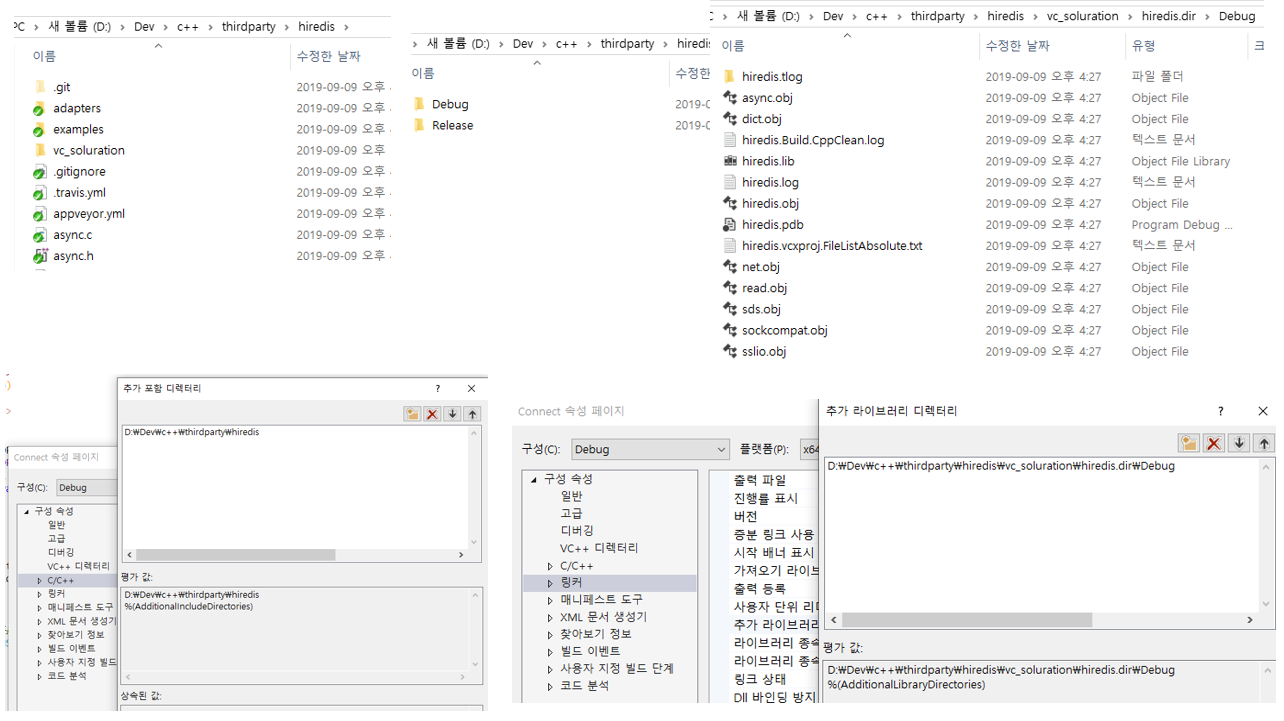 PC > 새 볼륨 (D:) > Dev > c++ > thirdparty > hiredis >
이름 수정한 날짜
.git 2019-09-09 오후
adapters 2019-09-09 오후
examples 2019-09-09 오후
vc_soluration 2019-09-09 오후
.gitignore 2019-09-09 오후
.travis.yml 2019-09-09 오후
appveyor.yml 2019-09-09 오후
async.c 2019-09-09 오후
async.h 2019-09-09 오후
> 새 볼륨 (D:) > Dev > c++ > thirdparty > hiredis
이름 수정한
Debug 2019-0
Release 2019-0
> 새 볼륨 (D:) > Dev > c++ > thirdparty > hiredis > vc_soluration > hiredis.dir > Debug
이름 수정한 날짜 유형 크
hiredis.tlog 2019-09-09 오후 4:27 파일 폴더
async.obj 2019-09-09 오후 4:27 Object File
dict.obj 2019-09-09 오후 4:27 Object File
hiredis.Build.CppClean.log 2019-09-09 오후 4:27 텍스트 문서
hiredis.lib 2019-09-09 오후 4:27 Object File Library
hiredis.log 2019-09-09 오후 4:27 텍스트 문서
hiredis.obj 2019-09-09 오후 4:27 Object File
hiredis.pdb 2019-09-09 오후 4:27 Program Debug ...
hiredis.vcxproj.FileListAbsolute.txt 2019-09-09 오후 4:27 텍스트 문서
net.obj 2019-09-09 오후 4:27 Object File
read.obj 2019-09-09 오후 4:27 Object File
sds.obj 2019-09-09 오후 4:27 Object File
sockcompat.obj 2019-09-09 오후 4:27 Object File
sslio.obj 2019-09-09 오후 4:27 Object File
Connect 속성 페이지
구성(C): Debug
구성 속성
일반
고급
디버깅
VC++ 디렉터리
C/C++
링커
매니페스트 도구
XML 문서 생성기
찾아보기 정보
빌드 이벤트
사용자 지정 빌드
코드 분석
추가 포함 디렉터리 ?
D:₩Dev₩c++₩thirdparty₩hiredis
평가 값:
D:₩Dev₩c++₩thirdparty₩hiredis
%(AdditionalIncludeDirectories)
상속된 값:
Connect 속성 페이지
구성(C): Debug 플랫폼(P): x64
구성 속성
일반
고급
디버깅
VC++ 디렉터리
C/C++
링커
매니페스트 도구
XML 문서 생성기
찾아보기 정보
빌드 이벤트
사용자 지정 빌드 단계
코드 분석
출력 파일
진행률 표시
버전
증분 링크 사용
시작 배너 표시
가져오기 라이브
출력 등록
사용자 단위 리디
추가 라이브러리
라이브러리 종속
라이브러리 종속
링크 상태
Dll 바인딩 방지
추가 라이브러리 디렉터리 ?
D:₩Dev₩c++₩thirdparty₩hiredis₩vc_soluration₩hiredis.dir₩Debug
평가 값:
D:₩Dev₩c++₩thirdparty₩hiredis₩vc_soluration₩hiredis.dir₩Debug
%(AdditionalLibraryDirectories)